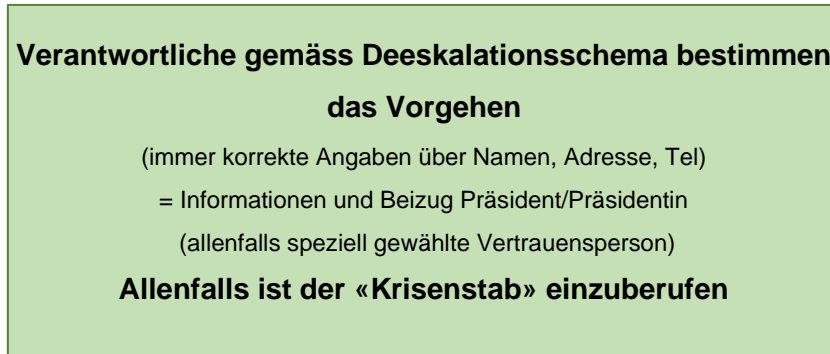 Verantwortliche gemäss Deeskalationsschema bestimmen
das Vorgehen
(immer korrekte Angaben über Namen, Adresse, Tel)
= Informationen und Beizug Präsident/Präsidentin
(allenfalls speziell gewählte Vertrauensperson)
Allenfalls ist der «Krisenstab» einzuberufen